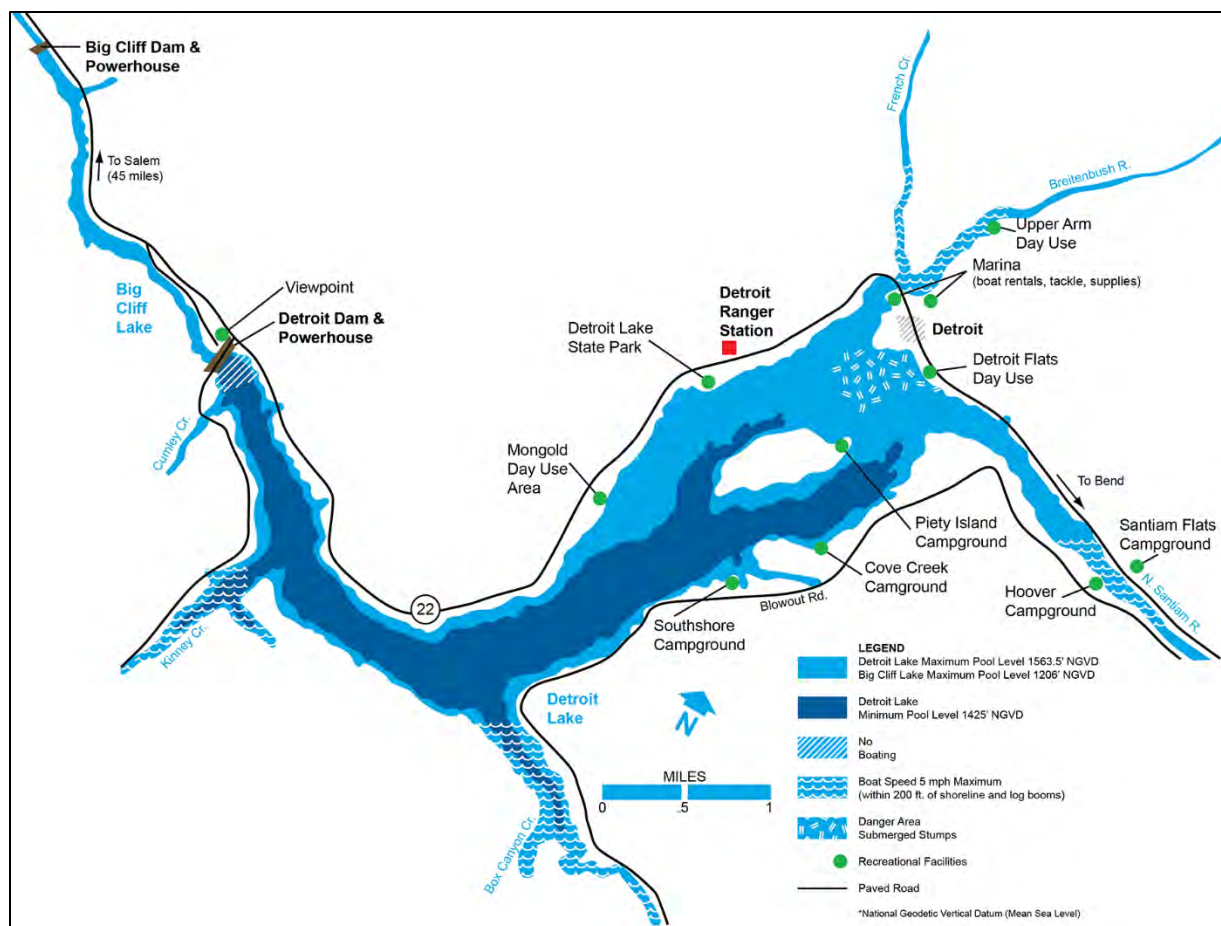 Big Cliff Dam &
Powerhouse
To Salem
(45 miles)
Big
Cliff
Lake
Viewpoint
Detroit Dam &
Powerhouse
Cumley Cr.
Kinney Cr.
French Cr.
Breitenbush R.
Upper Arm
Day Use
Marina
(boat rentals, tackle, supplies)
Detroit
Ranger
Station
Detroit
Detroit Lake
State Park
Detroit Flats
Day Use
Mongold
Day Use
Area
To Bend
Piety Island
Campground
Santiam Flats
Campground
Cove Creek
Camground
Hoover
Campground
N. Santiam R.
Blowout Rd.
Southshore
Campground
22
Detroit
Lake
Box Canyon Cr.
N
MILES
0 .5 1
LEGEND
Detroit Lake Maximum Pool Level 1563.5' NGVD
Big Cliff Lake Maximum Pool Level 1206' NGVD
Detroit Lake
Minimum Pool Level 1425' NGVD
No
Boating
Boat Speed 5 mph Maximum
(within 200 ft. of shoreline and log booms)
Danger Area
Submerged Stumps
Recreational Facilities
Paved Road
*National Geodetic Vertical Datum (Mean Sea Level)